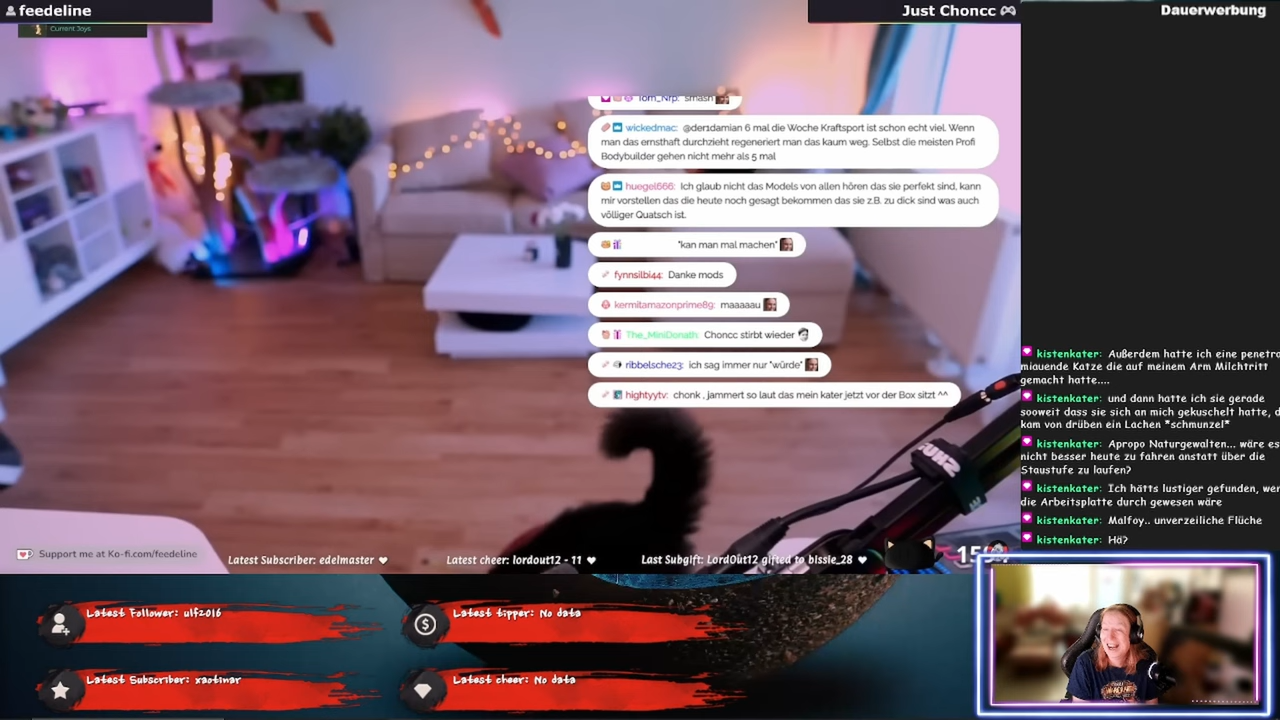 feedeline
Just Choncc
Dauerwerbung
Current Joys
Tom_Nrp: smash
wickedmac: @der1damian 6 mal die Woche Kraftsport ist schon echt viel. Wenn
man das ernsthaft durchzieht regeneriert man das kaum weg. Selbst die meisten Profi
Bodybuilder gehen nicht mehr als 5 mal
huegel666: Ich glaub nicht das Models von allen hören das sie perfekt sind, kann
mir vorstellen das die heute noch gesagt bekommen das sie z.B. zu dick sind was auch
völliger Quatsch ist.
"kan man mal machen"
fynnsilbi44: Danke mods
kermitamazonprime89: maaaaau
The_MiniDonath: Choncc stirbt wieder
ribbelsche23: ich sag immer nur "würde"
hightyytv: chonk , jammert so laut das mein kater jetzt vor der Box sitzt ^^
kistenkater: Außerdem hatte ich eine penetra
miauende Katze die auf meinem Arm Milchtritt
gemacht hatte....
kistenkater: und dann hatte ich sie gerade
sooweit dass sie sich an mich gekuschelt hatte, d
kam von drüben ein Lachen *schmunzel*
kistenkater: Apropo Naturgewalten... wäre es
nicht besser heute zu fahren anstatt über die
Staustufe zu laufen?
kistenkater: Ich hätts lustiger gefunden, wen
die Arbeitsplatte durch gewesen wäre
kistenkater: Malfoy.. unverzeiliche Flüche
kistenkater: Hä?
Support me at Ko-fi.com/feedeline
Latest Subscriber: edelmaster
Latest cheer: lordout12 - 11
Last Subgift: LordOut12 gifted to bissie_28
Latest Follower: ulf2016
Latest tipper: No data
Latest Subscriber: xaotinar
Latest cheer: No data